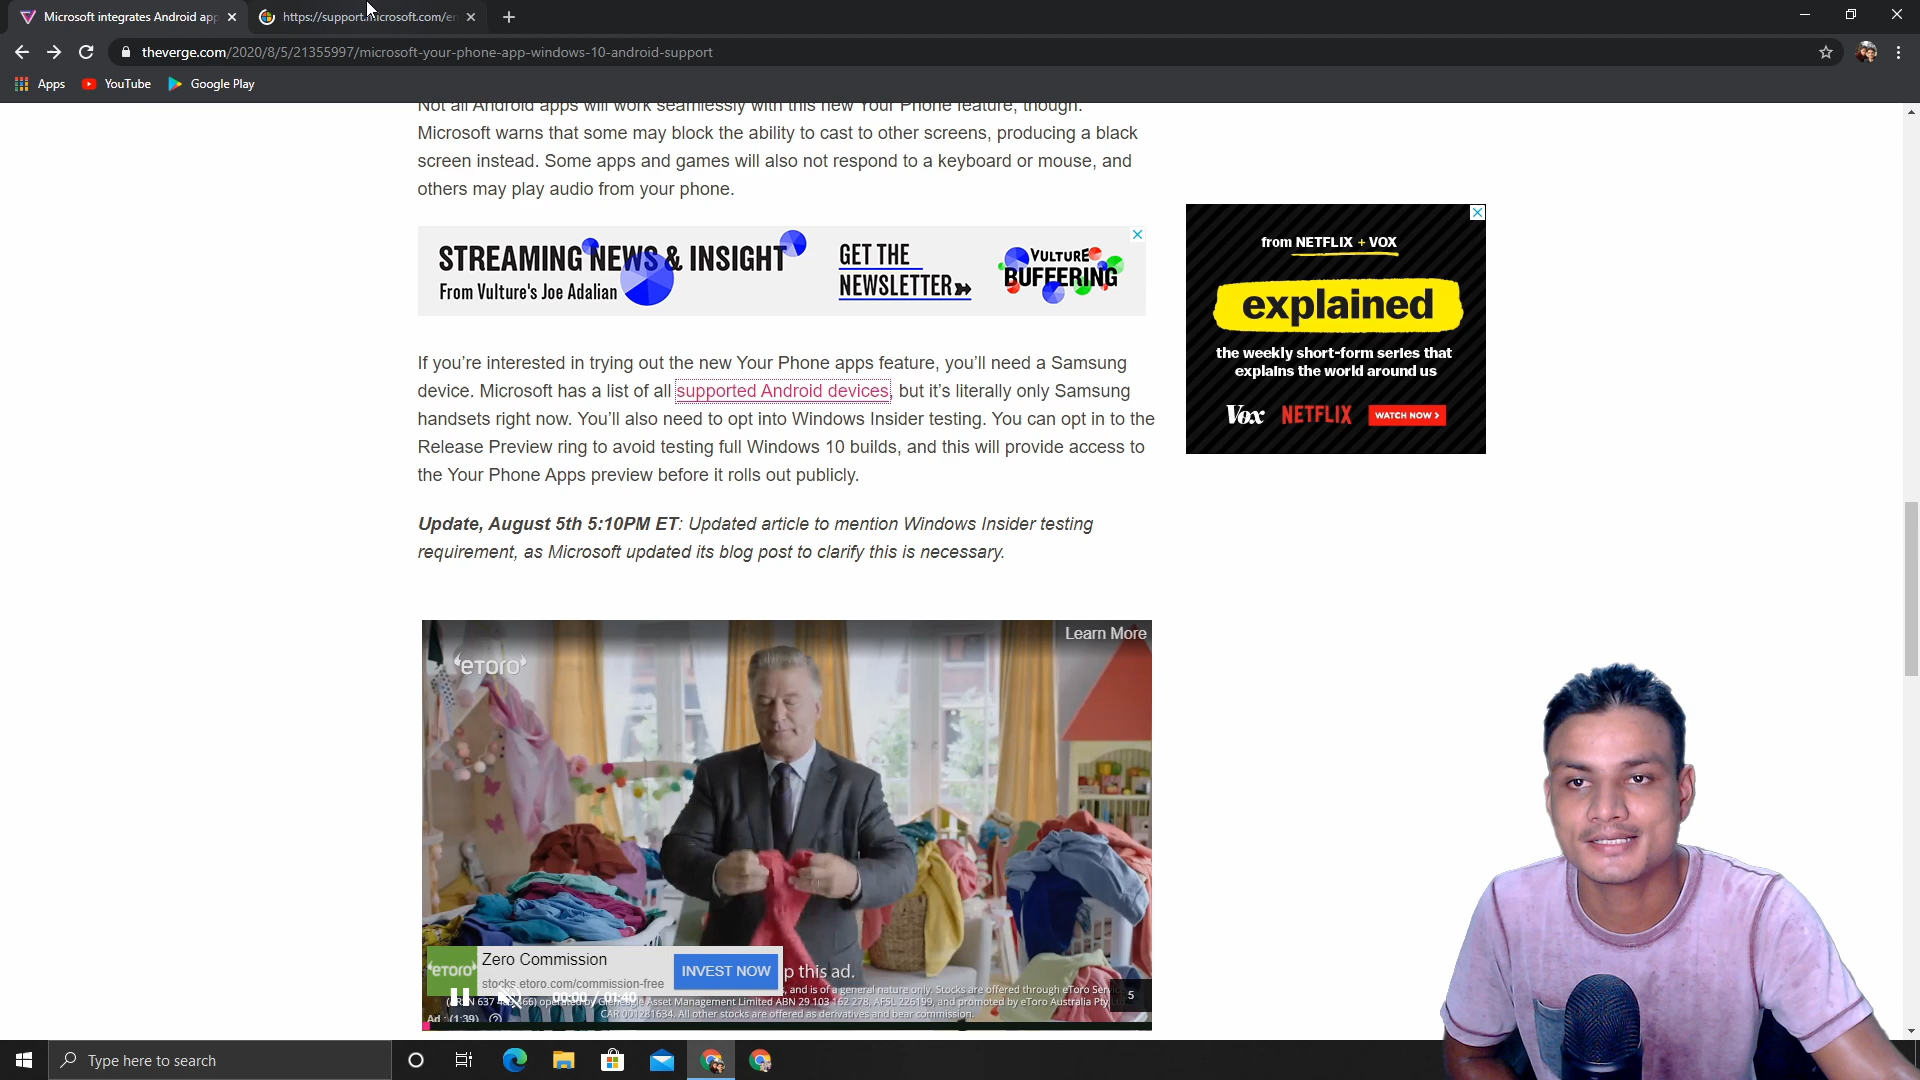 Microsoft integrates Android app
https://support.microsoft.com/en
theverge.com/2020/8/5/21355997/microsoft-your-phone-app-windows-10-android-support
Apps
YouTube
Google Play
Not all Android apps will work seamlessly with this new Your Phone feature, though.
Microsoft warns that some may block the ability to cast to other screens, producing a black
screen instead. Some apps and games will also not respond to a keyboard or mouse, and
others may play audio from your phone.
STREAMING NEWS & INSIGHT
From Vulture's Joe Adalian
GET THE
NEWSLETTER
VULTURE
BUFFERING
from NETFLIX + VOX
explained
the weekly short-form series that
explains the world around us
Vox
NETFLIX
WATCH NOW >
If you’re interested in trying out the new Your Phone apps feature, you’ll need a Samsung
device. Microsoft has a list of all supported Android devices, but it’s literally only Samsung
handsets right now. You’ll also need to opt into Windows Insider testing. You can opt in to the
Release Preview ring to avoid testing full Windows 10 builds, and this will provide access to
the Your Phone Apps preview before it rolls out publicly.
Update, August 5th 5:10PM ET: Updated article to mention Windows Insider testing
requirement, as Microsoft updated its blog post to clarify this is necessary.
Learn More
eToro
eToro
Zero Commission
stocks.etoro.com/commission-free
INVEST NOW
p this ad.
, and is of a general nature only. Stocks are offered through eToro
00:00 / 01:40
operated by Gleneagle Asset Management Limited ABN 29 103 162 278, AFSL 226199, and promoted by eToro Australia Pty
CAR 001281634. All other stocks are offered as derivatives and bear commission.
5
Ad : (1:39)
Type here to search